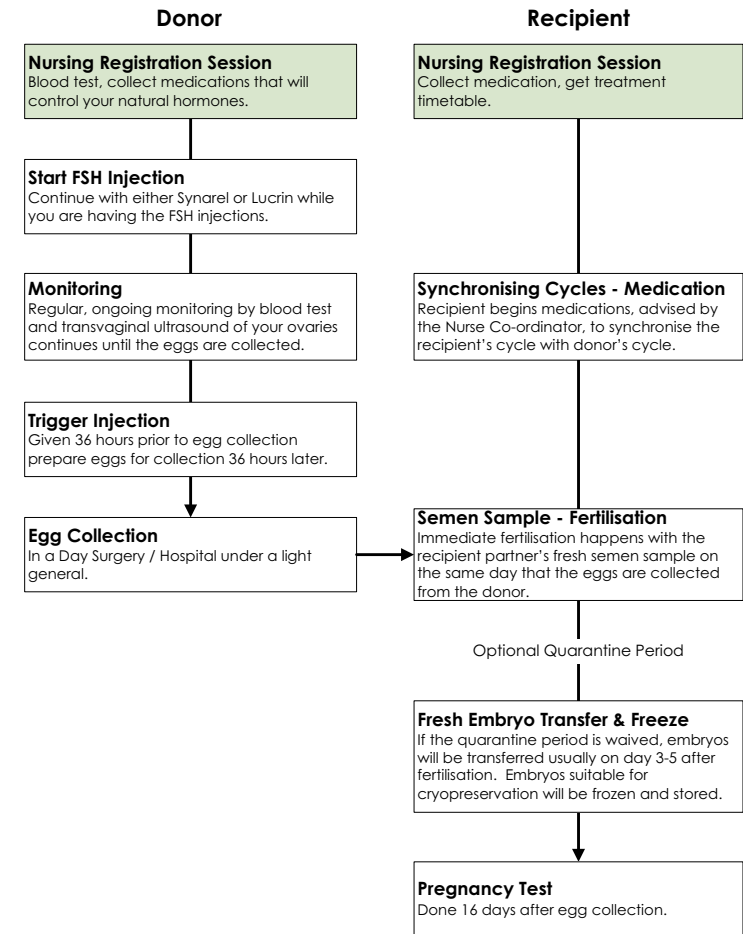 Donor
Nursing Registration Session
Blood test, collect medications that will
control your natural hormones.
Start FSH Injection
Continue with either Synarel or Lucrin while
you are having the FSH injections.
Monitoring
Regular, ongoing monitoring by blood test
and transvaginal ultrasound of your ovaries
continues until the eggs are collected.
Trigger Injection
Given 36 hours prior to egg collection
prepare eggs for collection 36 hours later.
Egg Collection
In a Day Surgery / Hospital under a light
general.
Recipient
Nursing Registration Session
Collect medication, get treatment
timetable.
Synchronising Cycles - Medication
Recipient begins medications, advised by
the Nurse Co-ordinator, to synchronise the
recipient's cycle with donor's cycle.
Semen Sample - Fertilisation
Immediate fertilisation happens with the
recipient partner's fresh semen sample on
the same day that the eggs are collected
from the donor.
Optional Quarantine Period
Fresh Embryo Transfer & Freeze
If the quarantine period is waived, embryos
will be transferred usually on day 3-5 after
fertilisation.  Embryos suitable for
cryopreservation will be frozen and stored.
Pregnancy Test
Done 16 days after egg collection.